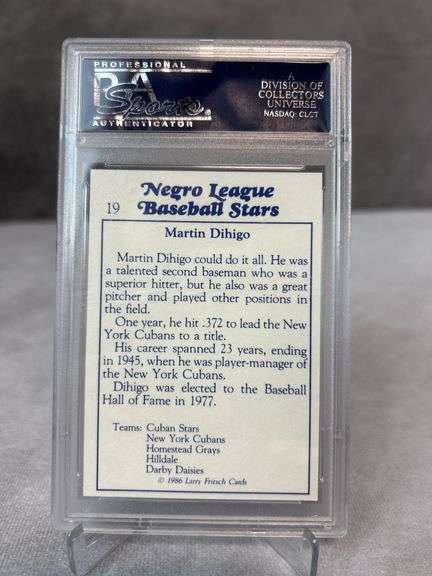 PROFESSIONAL
PSA
Sports
AUTHENTICATOR
A
DIVISION OF
COLLECTORS
UNIVERSE
NASDAQ: CLCT
19
Negro League
Baseball Stars
Martin Dihigo
Martin Dihigo could do it all. He was
a talented second baseman who was a
superior hitter, but he also was a great
pitcher and played other positions in
the field.
One year, he hit .372 to lead the New
York Cubans to a title.
His career spanned 23 years, ending
in 1945, when he was player-manager of
the New York Cubans.
Dihigo was elected to the Baseball
Hall of Fame in 1977.
Teams: Cuban Stars
New York Cubans
Homestead Grays
Hilldale
Darby Daisies
© 1986 Larry Fritsch Cards